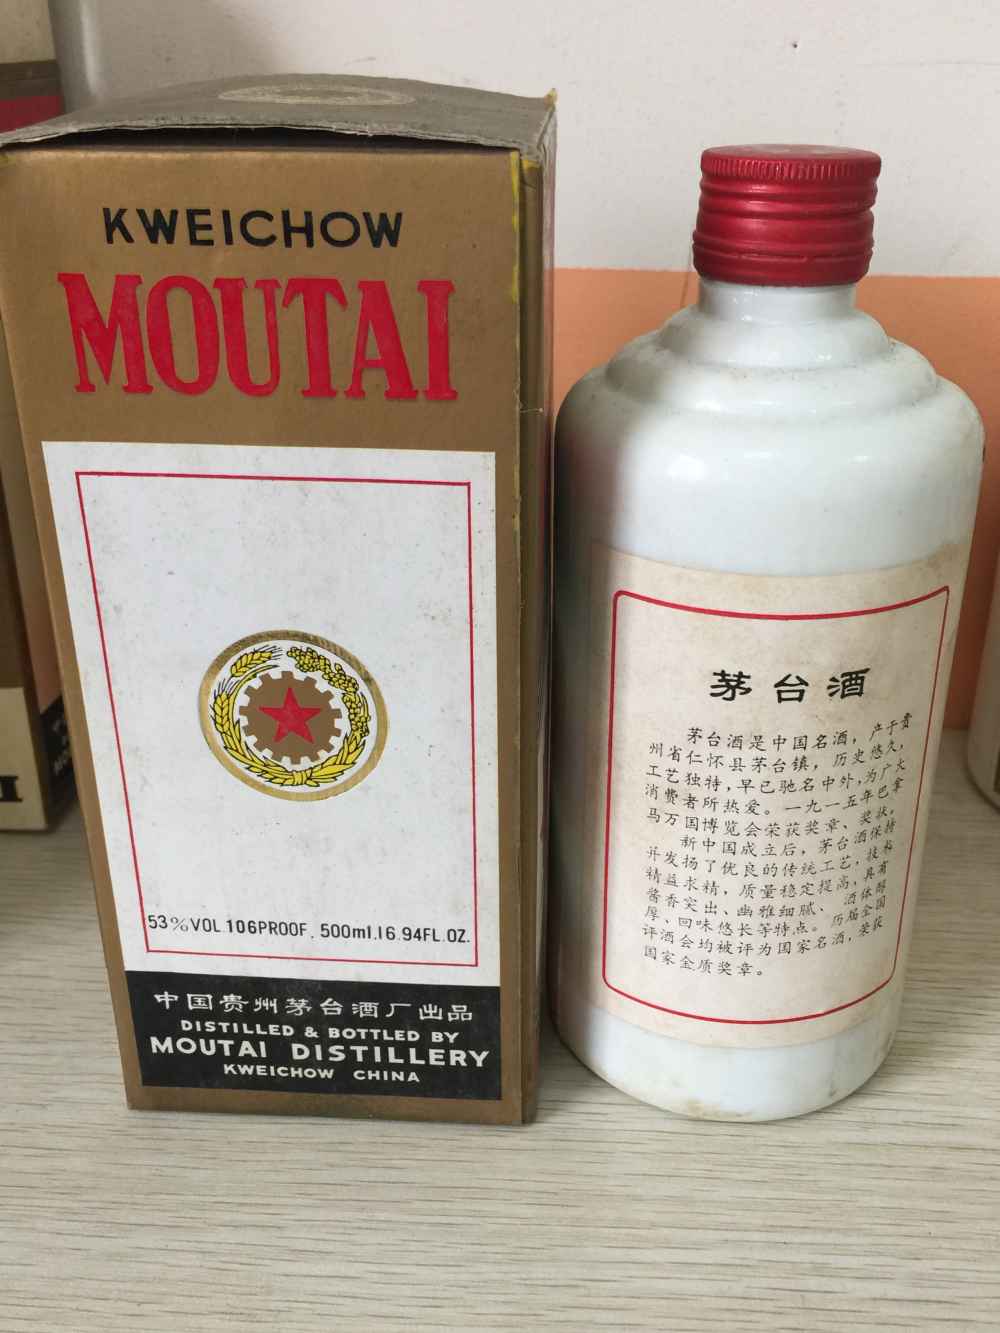 KWEICHOW
MOUTAI
53%VOL.106PROOF. 500ml.16.94FL.OZ.
中国贵州茅台酒厂出品
DISTILLED & BOTTLED BY
MOUTAI DISTILLERY
KWEICHOW CHINA
茅台酒
茅台酒是中国名酒，产于贵
州省仁怀县茅台镇，历史悠久，
工艺独特，早已驰名中外，为广大
消费者所热爱。一九一五年巴拿
马万国博览会荣获奖章、奖状，
新中国成立后，茅台酒保持
并发扬了优良的传统工艺，技术
精益求精，质量稳定提高，具有
酱香突出、幽雅细腻、酒体醇
厚、回味悠长等特点。历届全国
评酒会均被评为国家名酒，荣获
国家金质奖章。